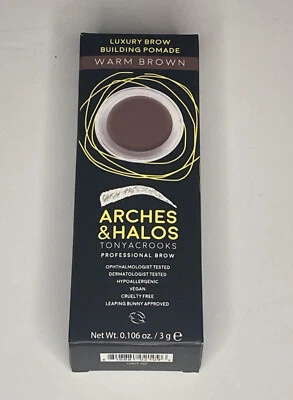 LUXURY BROW
BUILDING POMADE
WARM BROWN
ARCHES
&HALOS
TONYACROOKS
PROFESSIONAL BROW
OPHTHALMOLOGIST TESTED
DERMATOLOGIST TESTED
HYPOALLERGENIC
VEGAN
CRUELTY FREE
LEAPING BUNNY APPROVED
Net Wt. 0.106 oz. / 3 g ℮